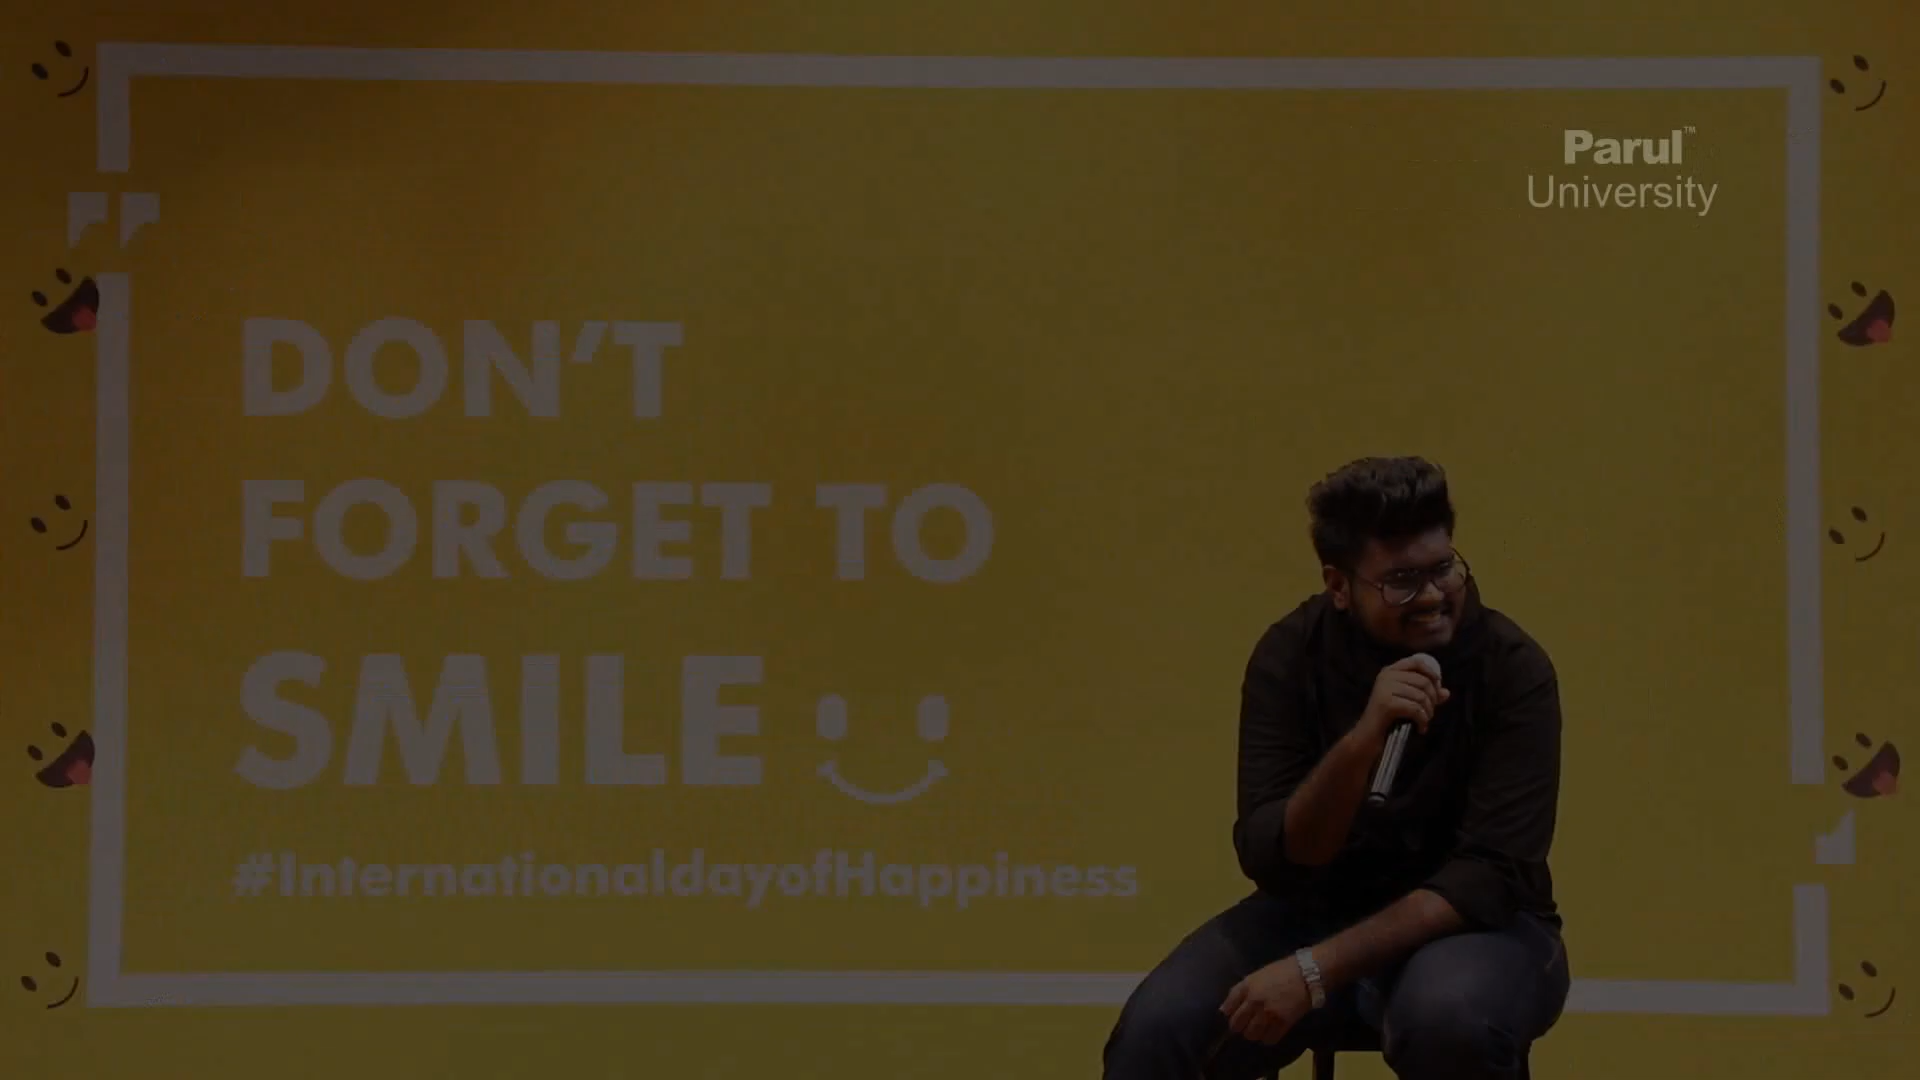 Parul™
University
DON'T
FORGET TO
SMILE
#InternationaldayofHappiness